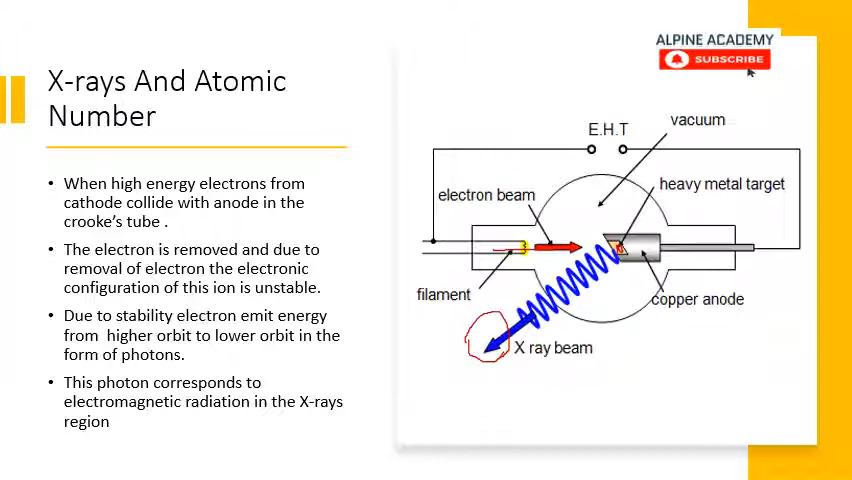 ALPINE ACADEMY
SUBSCRIBE
X-rays And Atomic
Number
• When high energy electrons from
cathode collide with anode in the
crooke's tube .
• The electron is removed and due to
removal of electron the electronic
configuration of this ion is unstable.
• Due to stability electron emit energy
from higher orbit to lower orbit in the
form of photons.
• This photon corresponds to
electromagnetic radiation in the X-rays
region
E.H.T
vacuum
electron beam
heavy metal target
filament
copper anode
X ray beam